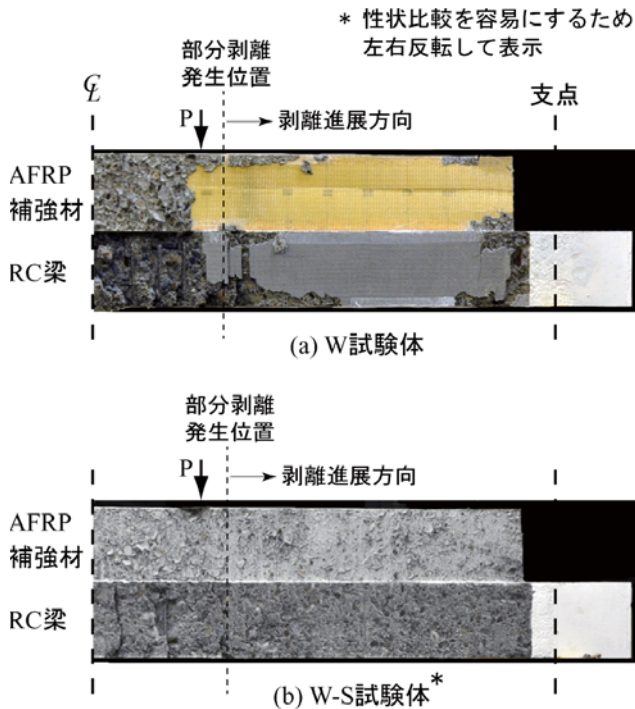 * 性状比較を容易にするため
左右反転して表示
部分剥離
発生位置
℄
P
剥離進展方向
支点
AFRP
補強材
RC梁
(a) W試験体
部分剥離
発生位置
P
剥離進展方向
AFRP
補強材
RC梁
(b) W-S試験体*